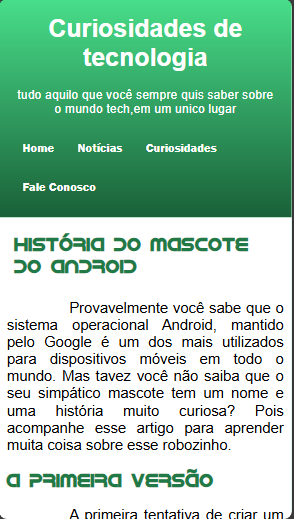 Curiosidades de
tecnologia
tudo aquilo que você sempre quis saber sobre
o mundo tech,em um unico lugar
Home Notícias Curiosidades
Fale Conosco
História do mascote
do Android
Provavelmente você sabe que o
sistema operacional Android, mantido
pelo Google é um dos mais utilizados
para dispositivos móveis em todo o
mundo. Mas tavez você não saiba que o
seu simpático mascote tem um nome e
uma história muito curiosa? Pois
acompanhe esse artigo para aprender
muita coisa sobre esse robozinho.
A primeira versão
A primeira tentativa de criar um